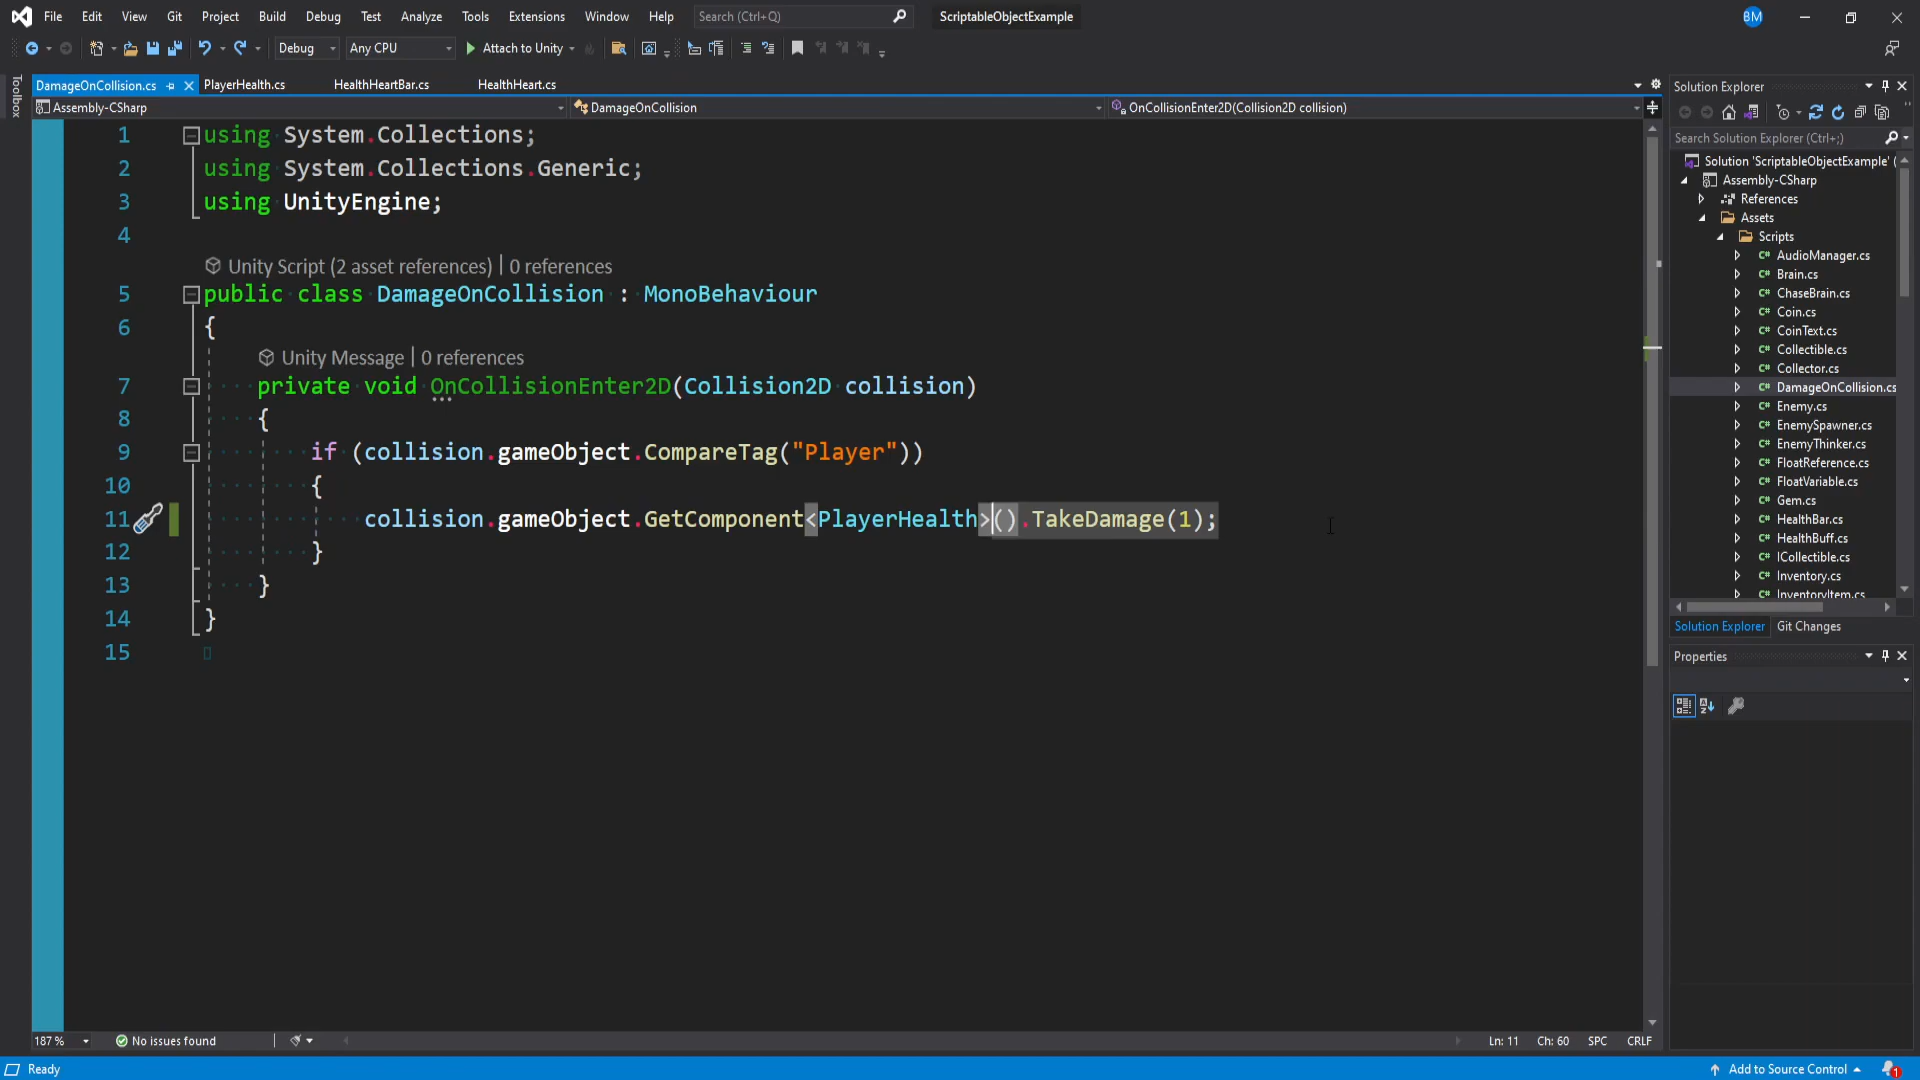 File Edit View Git Project Build Debug Test Analyze Tools Extensions Window Help Search (Ctrl+Q) ScriptableObjectExample BM
Debug Any CPU Attach to Unity
Toolbox
DamageOnCollision.cs PlayerHealth.cs HealthHeartBar.cs HealthHeart.cs
Assembly-CSharp DamageOnCollision OnCollisionEnter2D(Collision2D collision)
1 using System.Collections;
2 using System.Collections.Generic;
3 using UnityEngine;
4
Unity Script (2 asset references) | 0 references
5 public class DamageOnCollision : MonoBehaviour
6 {
Unity Message | 0 references
7 private void OnCollisionEnter2D(Collision2D collision)
8 {
9 if (collision.gameObject.CompareTag("Player"))
10 {
11 collision.gameObject.GetComponent<PlayerHealth>().TakeDamage(1);
12 }
13 }
14 }
15
Solution Explorer
Search Solution Explorer (Ctrl+;)
Solution 'ScriptableObjectExample' (
Assembly-CSharp
References
Assets
Scripts
C# AudioManager.cs
C# Brain.cs
C# ChaseBrain.cs
C# Coin.cs
C# CoinText.cs
C# Collectible.cs
C# Collector.cs
C# DamageOnCollision.cs
C# Enemy.cs
C# EnemySpawner.cs
C# EnemyThinker.cs
C# FloatReference.cs
C# FloatVariable.cs
C# Gem.cs
C# HealthBar.cs
C# HealthBuff.cs
C# ICollectible.cs
C# Inventory.cs
C# InventoryItem.cs
Solution Explorer Git Changes
Properties
187 % No issues found Ln: 11 Ch: 60 SPC CRLF
Ready Add to Source Control 1